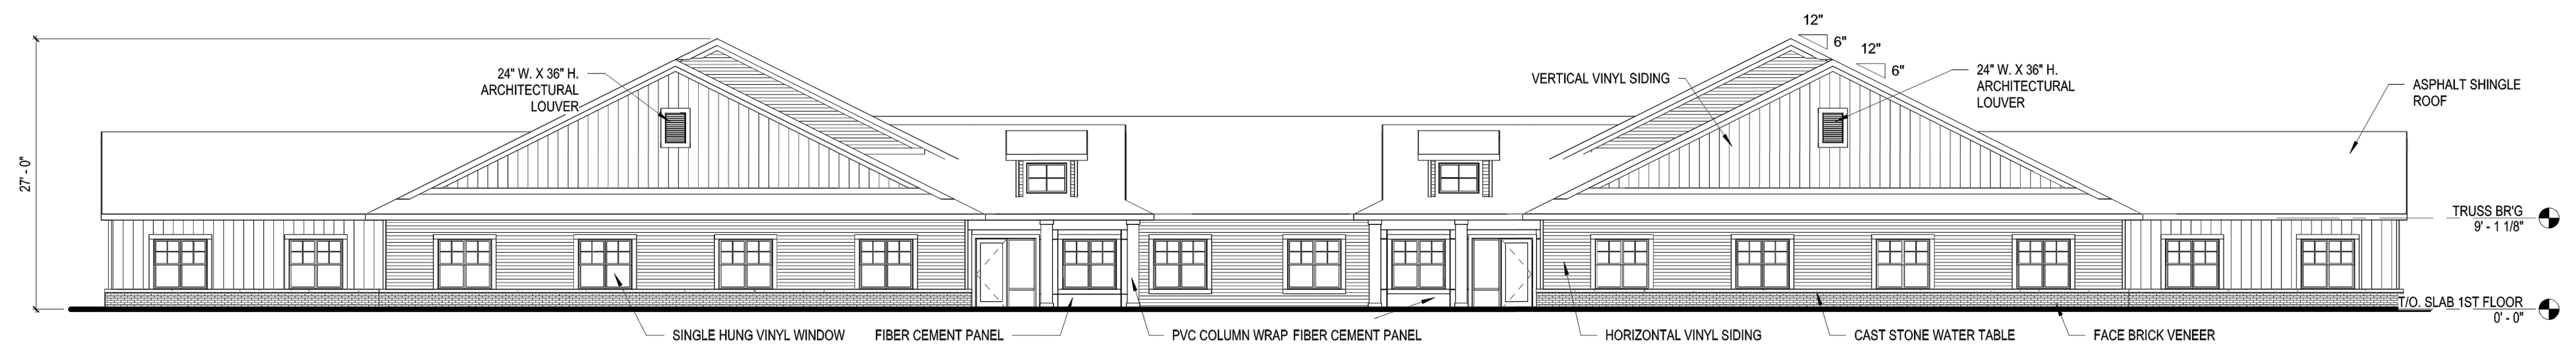 12"
6"
12"
6"
24" W. X 36" H.
ARCHITECTURAL
LOUVER
VERTICAL VINYL SIDING
24" W. X 36" H.
ARCHITECTURAL
LOUVER
ASPHALT SHINGLE
ROOF
27' - 0"
TRUSS BR'G
9' - 1 1/8"
T/O. SLAB 1ST FLOOR
0' - 0"
SINGLE HUNG VINYL WINDOW
FIBER CEMENT PANEL
PVC COLUMN WRAP
FIBER CEMENT PANEL
HORIZONTAL VINYL SIDING
CAST STONE WATER TABLE
FACE BRICK VENEER